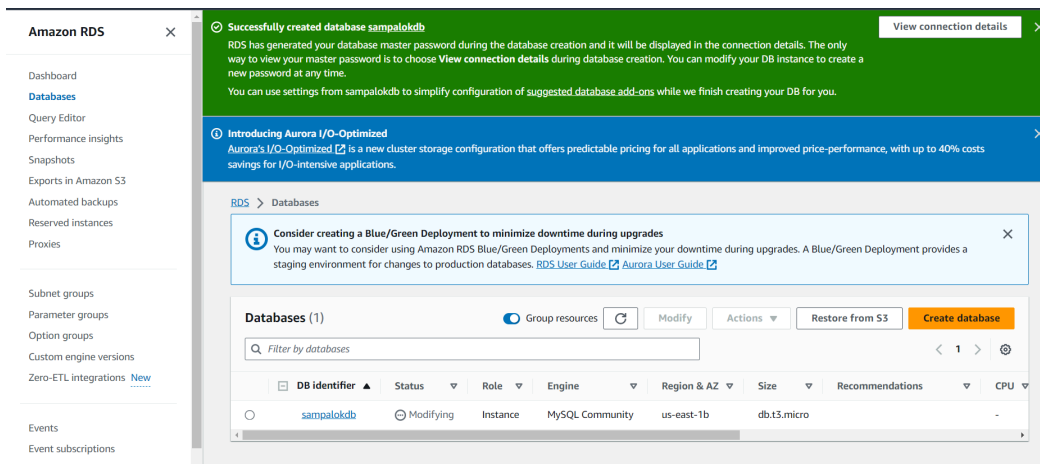 Amazon RDS
Dashboard
Databases
Query Editor
Performance insights
Snapshots
Exports in Amazon S3
Automated backups
Reserved instances
Proxies
Subnet groups
Parameter groups
Option groups
Custom engine versions
Zero-ETL integrations New
Events
Event subscriptions
Successfully created database sampalokdb
View connection details
RDS has generated your database master password during the database creation and it will be displayed in the connection details. The only
way to view your master password is to choose View connection details during database creation. You can modify your DB instance to create a
new password at any time.
You can use settings from sampalokdb to simplify configuration of suggested database add-ons while we finish creating your DB for you.
Introducing Aurora I/O-Optimized
Aurora's I/O-Optimized is a new cluster storage configuration that offers predictable pricing for all applications and improved price-performance, with up to 40% costs
savings for I/O-intensive applications.
RDS > Databases
Consider creating a Blue/Green Deployment to minimize downtime during upgrades
You may want to consider using Amazon RDS Blue/Green Deployments and minimize your downtime during upgrades. A Blue/Green Deployment provides a
staging environment for changes to production databases. RDS User Guide Aurora User Guide
Databases (1)
Group resources
Modify
Actions
Restore from S3
Create database
Filter by databases
1
DB identifier Status Role Engine Region & AZ Size Recommendations CPU
sampalokdb Modifying Instance MySQL Community us-east-1b db.t3.micro -